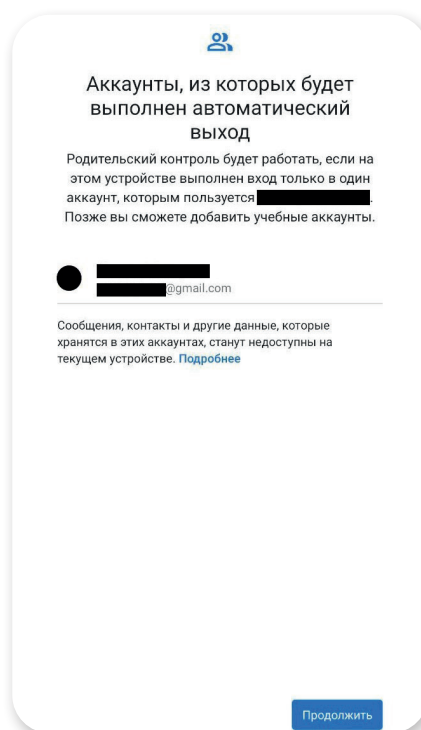 Аккаунты, из которых будет
выполнен автоматический
выход
Родительский контроль будет работать, если на
этом устройстве выполнен вход только в один
аккаунт, которым пользуется .
Позже вы сможете добавить учебные аккаунты.
@gmail.com
Сообщения, контакты и другие данные, которые
хранятся в этих аккаунтах, станут недоступны на
текущем устройстве. Подробнее
Продолжить